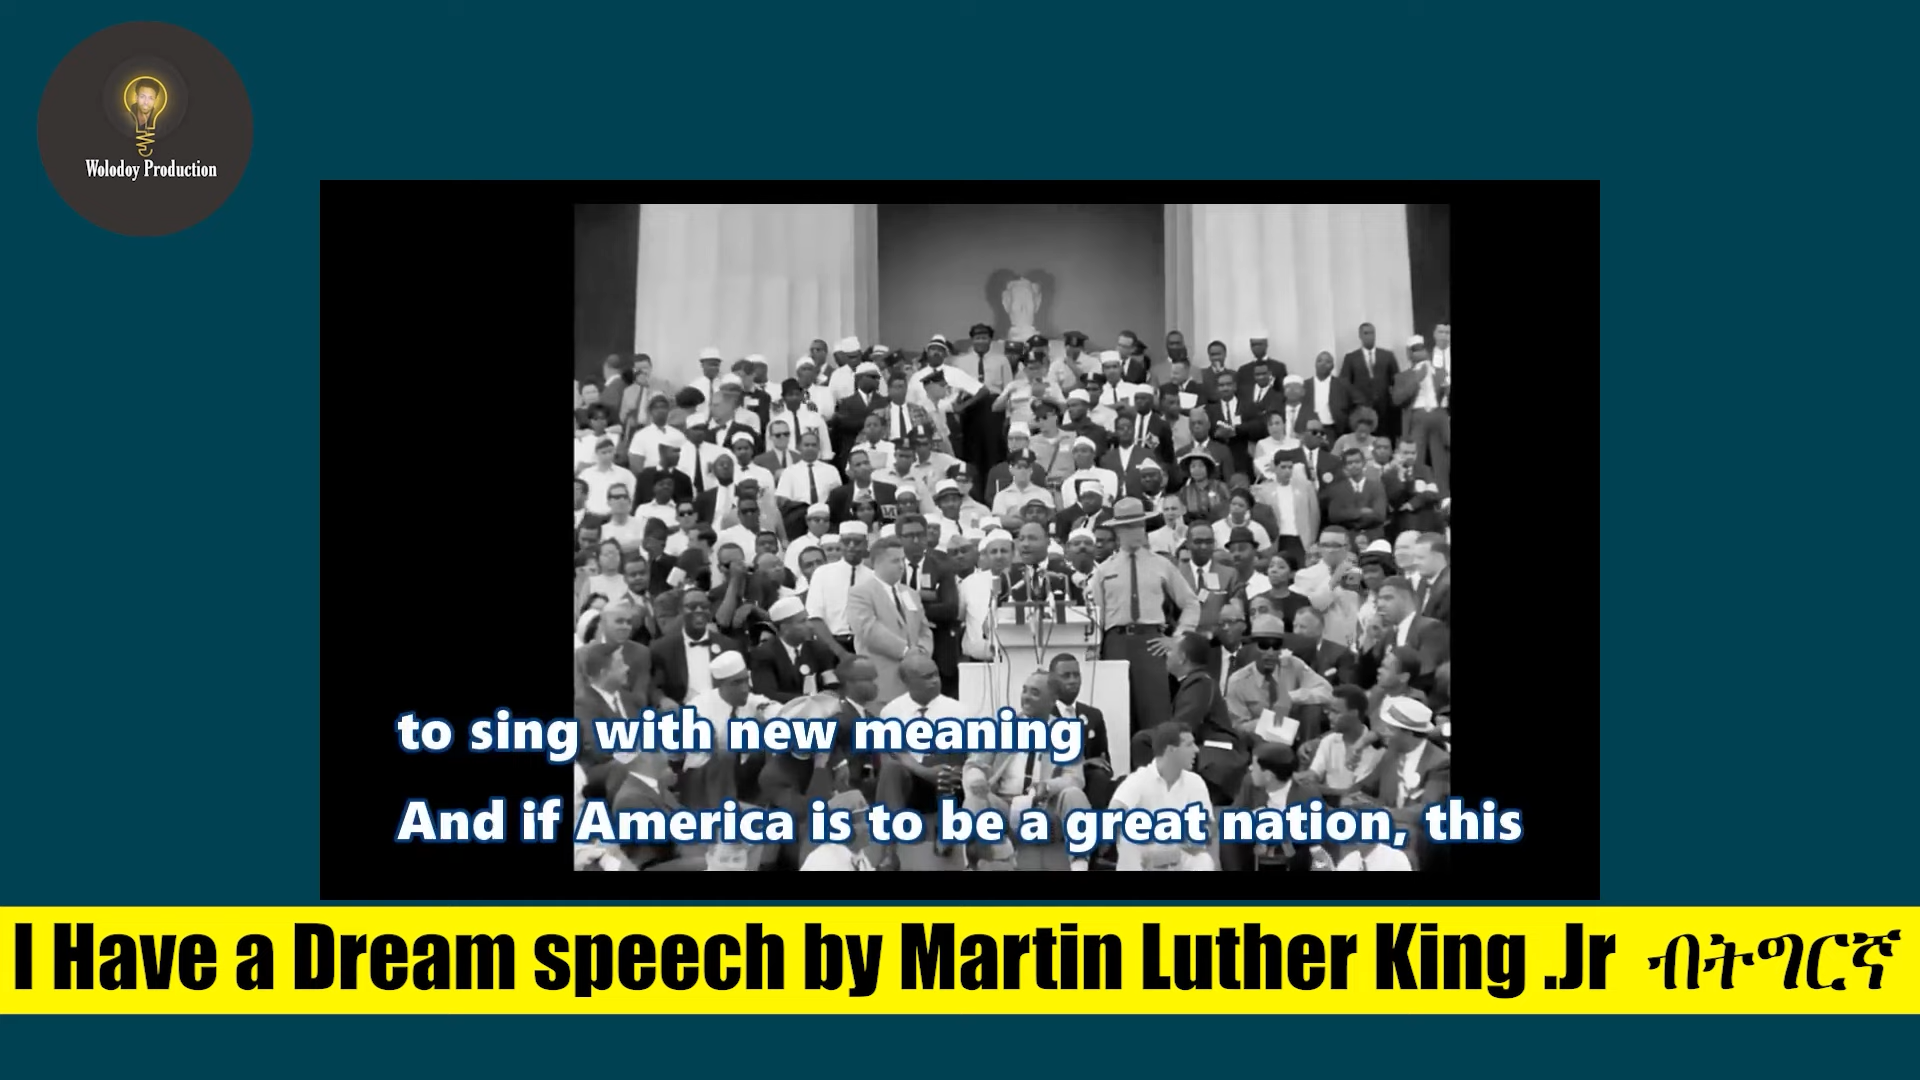 Wolodoy Production
to sing with new meaning
And if America is to be a great nation, this
I Have a Dream speech by Martin Luther King .Jr ብትግርኛ